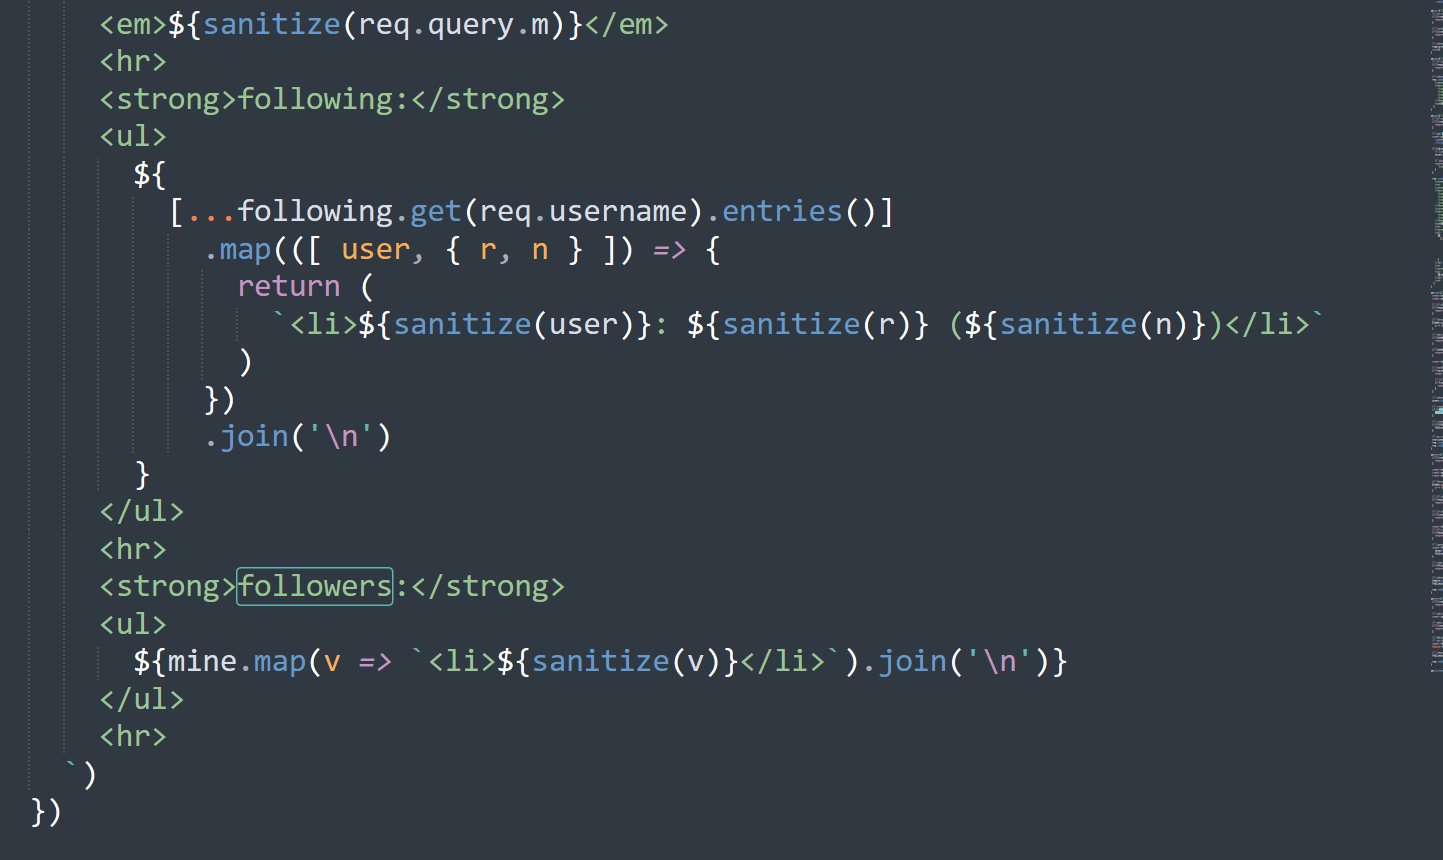 <em>${sanitize(req.query.m)}</em>
<hr>
<strong>following:</strong>
<ul>
${
[...following.get(req.username).entries()]
.map(([ user, { r, n } ]) => {
return (
`<li>${sanitize(user)}: ${sanitize(r)} (${sanitize(n)})</li>`
)
})
.join('\n')
}
</ul>
<hr>
<strong>followers:</strong>
<ul>
${mine.map(v => `<li>${sanitize(v)}</li>`).join('\n')}
</ul>
<hr>
`)
})